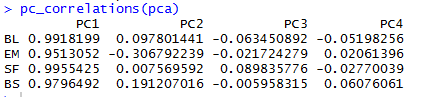 > pc_correlations(pca)
PC1 PC2 PC3 PC4
BL 0.9918199 0.097801441 -0.063450892 -0.05198256
EM 0.9513052 -0.306792239 -0.021724279 0.02061396
SF 0.9955425 0.007569592 0.089835776 -0.02770039
BS 0.9796492 0.191207016 -0.005958315 0.06076061
>